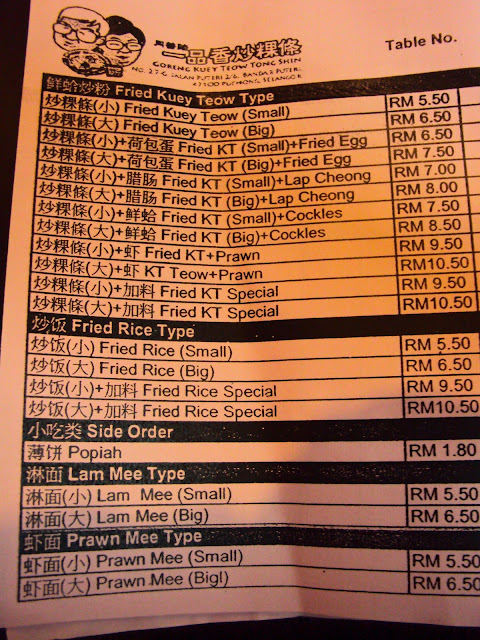 一品香炒粿條
GORENG KUEY TEOW TONG SHIN
NO. 27-G JALAN PUTERI 2/6, BANDAR PUTERI,
47100 PUCHONG, SELANGOR
Table No.
鲜蛤炒粉 Fried Kuey Teow Type
炒粿條(小) Fried Kuey Teow (Small) RM 5.50
炒粿條(大) Fried Kuey Teow (Big) RM 6.50
炒粿條(小)+荷包蛋 Fried KT (Small)+Fried Egg RM 6.50
炒粿條(大)+荷包蛋 Fried KT (Big)+Fried Egg RM 7.50
炒粿條(小)+腊肠 Fried KT (Small)+Lap Cheong RM 7.00
炒粿條(大)+腊肠 Fried KT (Big)+Lap Cheong RM 8.00
炒粿條(小)+鲜蛤 Fried KT (Small)+Cockles RM 7.50
炒粿條(大)+鲜蛤 Fried KT (Big)+Cockles RM 8.50
炒粿條(小)+虾 Fried KT+Prawn RM 9.50
炒粿條(大)+虾 KT Teow+Prawn RM10.50
炒粿條(小)+加料 Fried KT Special RM 9.50
炒粿條(大)+加料 Fried KT Special RM10.50
炒饭 Fried Rice Type
炒饭(小) Fried Rice (Small) RM 5.50
炒饭(大) Fried Rice (Big) RM 6.50
炒饭(小)+加料 Fried Rice Special RM 9.50
炒饭(大)+加料 Fried Rice Special RM10.50
小吃类 Side Order
薄饼 Popiah RM 1.80
淋面 Lam Mee Type
淋面(小) Lam Mee (Small) RM 5.50
淋面(大) Lam Mee (Big) RM 6.50
虾面 Prawn Mee Type
虾面(小) Prawn Mee (Small) RM 5.50
虾面(大) Prawn Mee (Bigl) RM 6.50